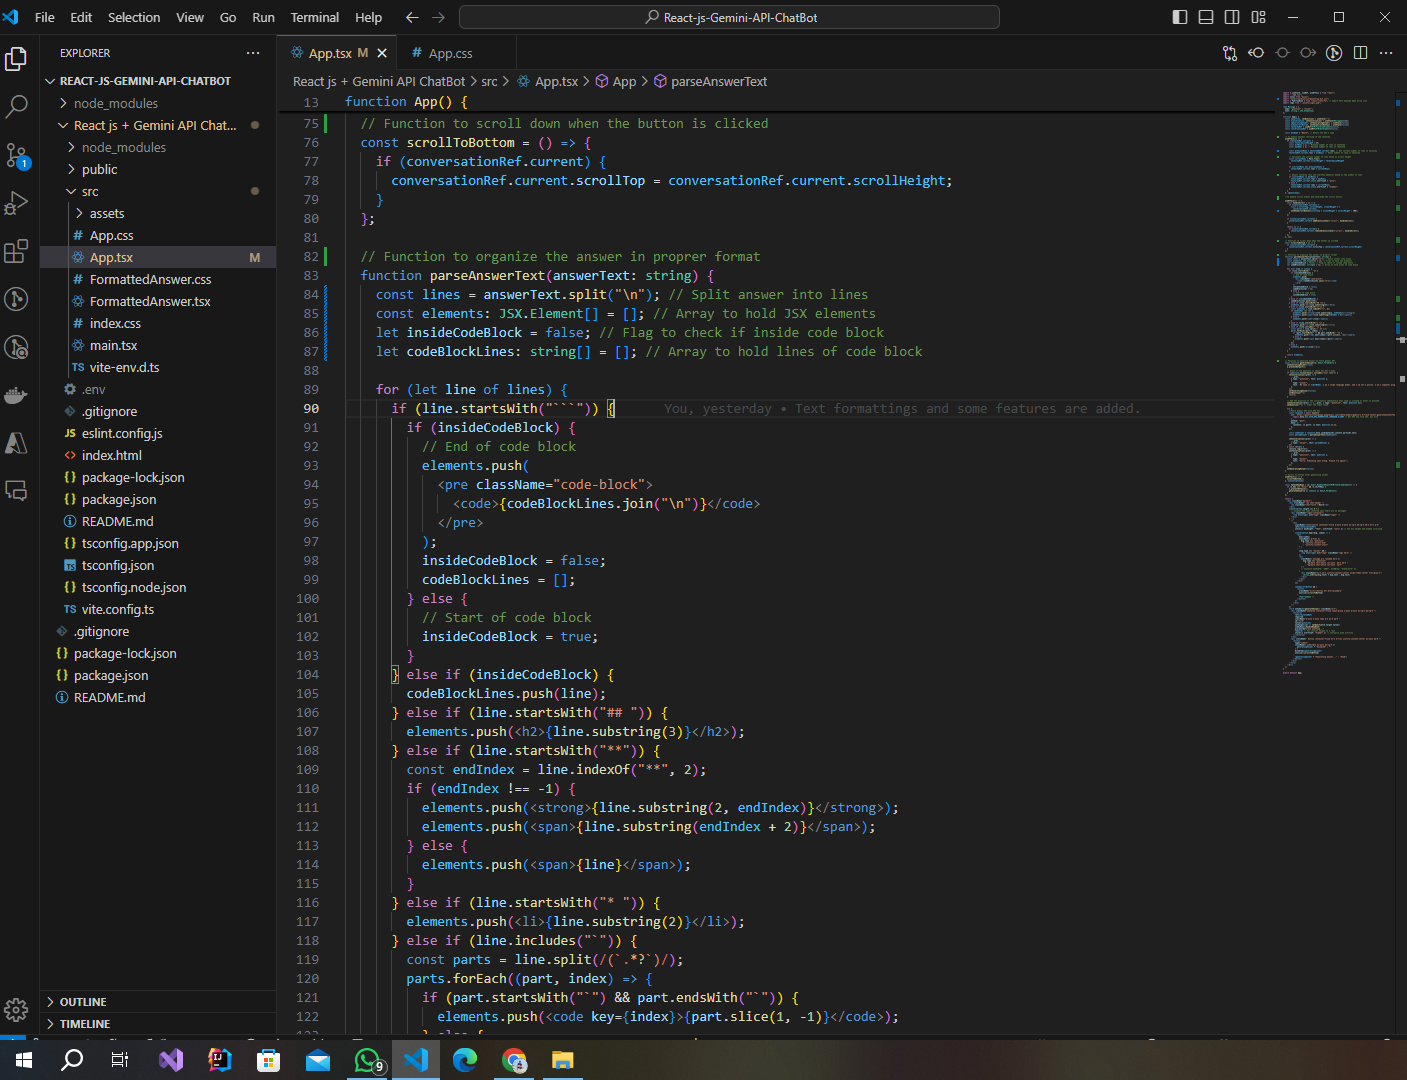 File Edit Selection View Go Run Terminal Help
React-js-Gemini-API-ChatBot
EXPLORER
REACT-JS-GEMINI-API-CHATBOT
node_modules
React js + Gemini API Chat...
node_modules
public
src
assets
# App.css
App.tsx M
# FormattedAnswer.css
FormattedAnswer.tsx
# index.css
main.tsx
TS vite-env.d.ts
.env
.gitignore
JS eslint.config.js
<> index.html
{} package-lock.json
{} package.json
README.md
{} tsconfig.app.json
TS tsconfig.json
{} tsconfig.node.json
TS vite.config.ts
.gitignore
{} package-lock.json
{} package.json
README.md
OUTLINE
TIMELINE
1
App.tsx M
# App.css
React js + Gemini API ChatBot > src > App.tsx > App > parseAnswerText
13 function App() {
75 // Function to scroll down when the button is clicked
76 const scrollToBottom = () => {
77 if (conversationRef.current) {
78 conversationRef.current.scrollTop = conversationRef.current.scrollHeight;
79 }
80 };
81
82 // Function to organize the answer in proprer format
83 function parseAnswerText(answerText: string) {
84 const lines = answerText.split("\n"); // Split answer into lines
85 const elements: JSX.Element[] = []; // Array to hold JSX elements
86 let insideCodeBlock = false; // Flag to check if inside code block
87 let codeBlockLines: string[] = []; // Array to hold lines of code block
88
89 for (let line of lines) {
90 if (line.startsWith("```")) { You, yesterday • Text formattings and some features are added.
91 if (insideCodeBlock) {
92 // End of code block
93 elements.push(
94 <pre className="code-block">
95 <code>{codeBlockLines.join("\n")}</code>
96 </pre>
97 );
98 insideCodeBlock = false;
99 codeBlockLines = [];
100 } else {
101 // Start of code block
102 insideCodeBlock = true;
103 }
104 } else if (insideCodeBlock) {
105 codeBlockLines.push(line);
106 } else if (line.startsWith("## ")) {
107 elements.push(<h2>{line.substring(3)}</h2>);
108 } else if (line.startsWith("**")) {
109 const endIndex = line.indexOf("**", 2);
110 if (endIndex !== -1) {
111 elements.push(<strong>{line.substring(2, endIndex)}</strong>);
112 elements.push(<span>{line.substring(endIndex + 2)}</span>);
113 } else {
114 elements.push(<span>{line}</span>);
115 }
116 } else if (line.startsWith("* ")) {
117 elements.push(<li>{line.substring(2)}</li>);
118 } else if (line.includes("`")) {
119 const parts = line.split(/(`.*?`)/);
120 parts.forEach((part, index) => {
121 if (part.startsWith("`") && part.endsWith("`")) {
122 elements.push(<code key={index}>{part.slice(1, -1)}</code>);
9